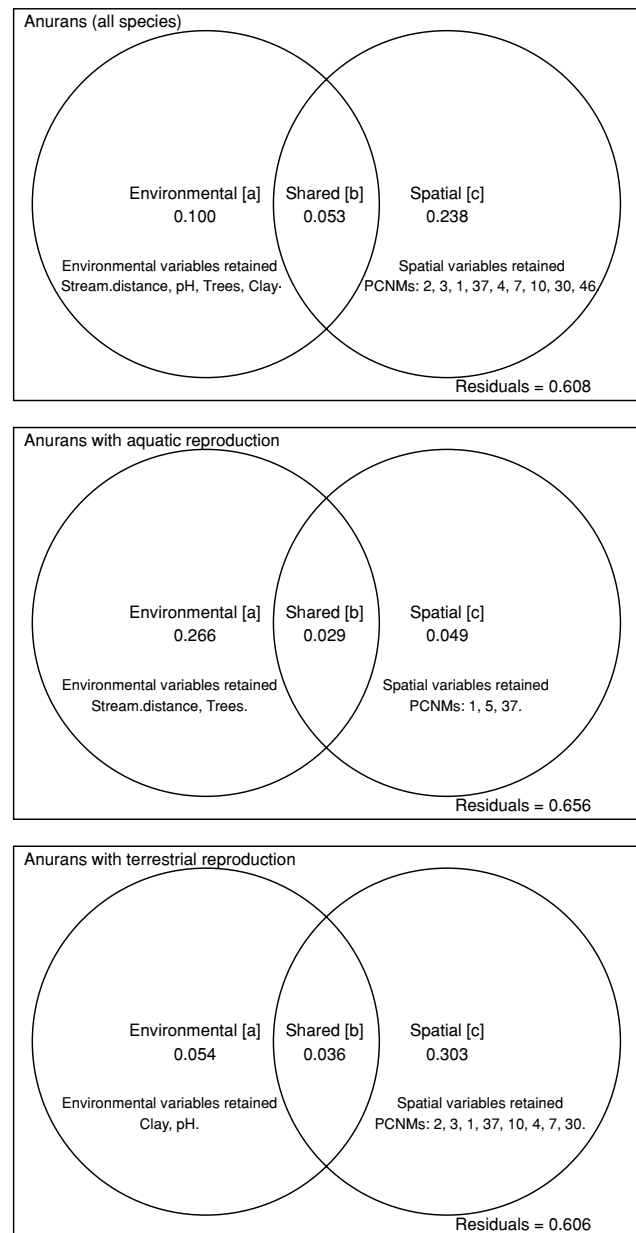 Anurans (all species)
Environmental [a] Shared [b] Spatial [c]
0.100 0.053 0.238
Environmental variables retained Spatial variables retained
Stream.distance, pH, Trees, Clay. PCNMs: 2, 3, 1, 37, 4, 7, 10, 30, 46
Residuals = 0.608
Anurans with aquatic reproduction
Environmental [a] Shared [b] Spatial [c]
0.266 0.029 0.049
Environmental variables retained Spatial variables retained
Stream.distance, Trees. PCNMs: 1, 5, 37.
Residuals = 0.656
Anurans with terrestrial reproduction
Environmental [a] Shared [b] Spatial [c]
0.054 0.036 0.303
Environmental variables retained Spatial variables retained
Clay, pH. PCNMs: 2, 3, 1, 37, 10, 4, 7, 30.
Residuals = 0.606